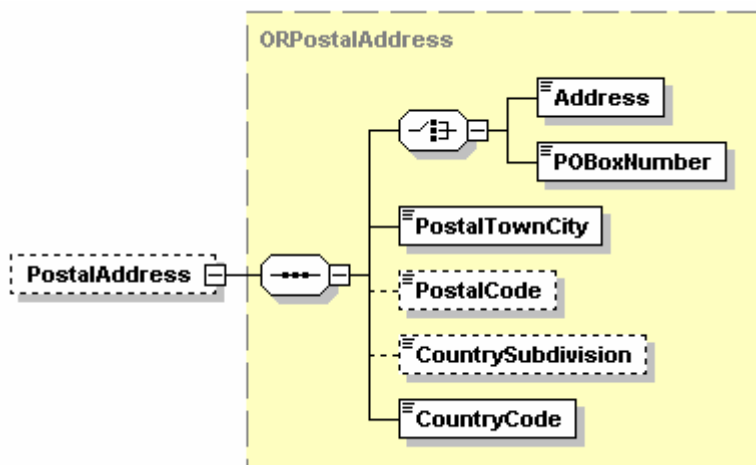 ORPostalAddress
Address
POBoxNumber
PostalTownCity
PostalAddress
PostalCode
CountrySubdivision
CountryCode